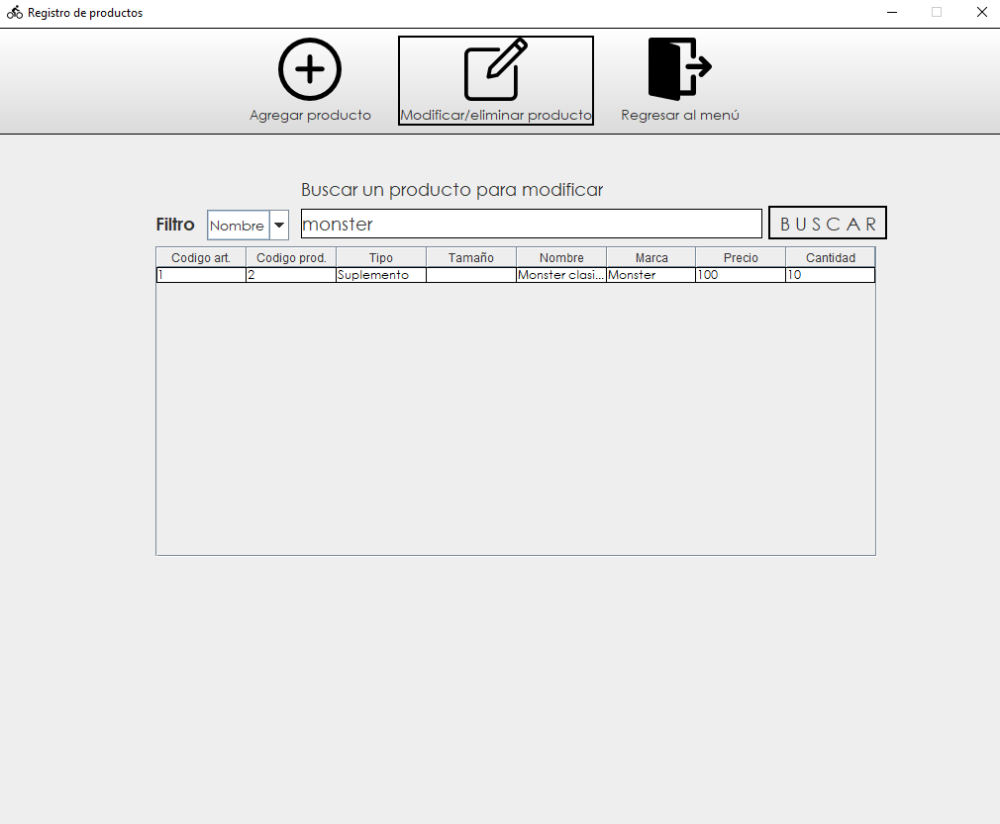 Registro de productos
Agregar producto
Modificar/eliminar producto
Regresar al menú
Buscar un producto para modificar
Filtro Nombre monster BUSCAR
Codigo art. Codigo prod. Tipo Tamaño Nombre Marca Precio Cantidad
1 2 Suplemento Monster clasi... Monster 100 10